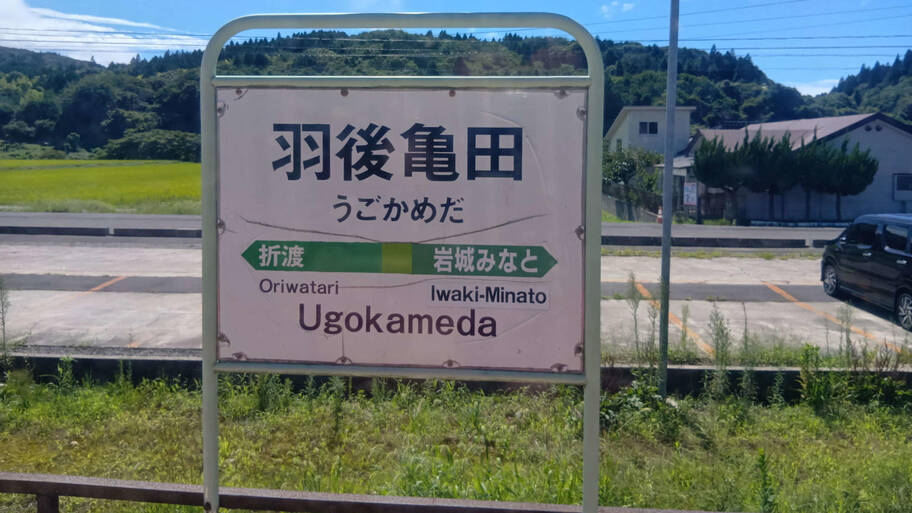 羽後亀田
うごかめだ
折渡 岩城みなと
Oriwatari Iwaki-Minato
Ugokameda